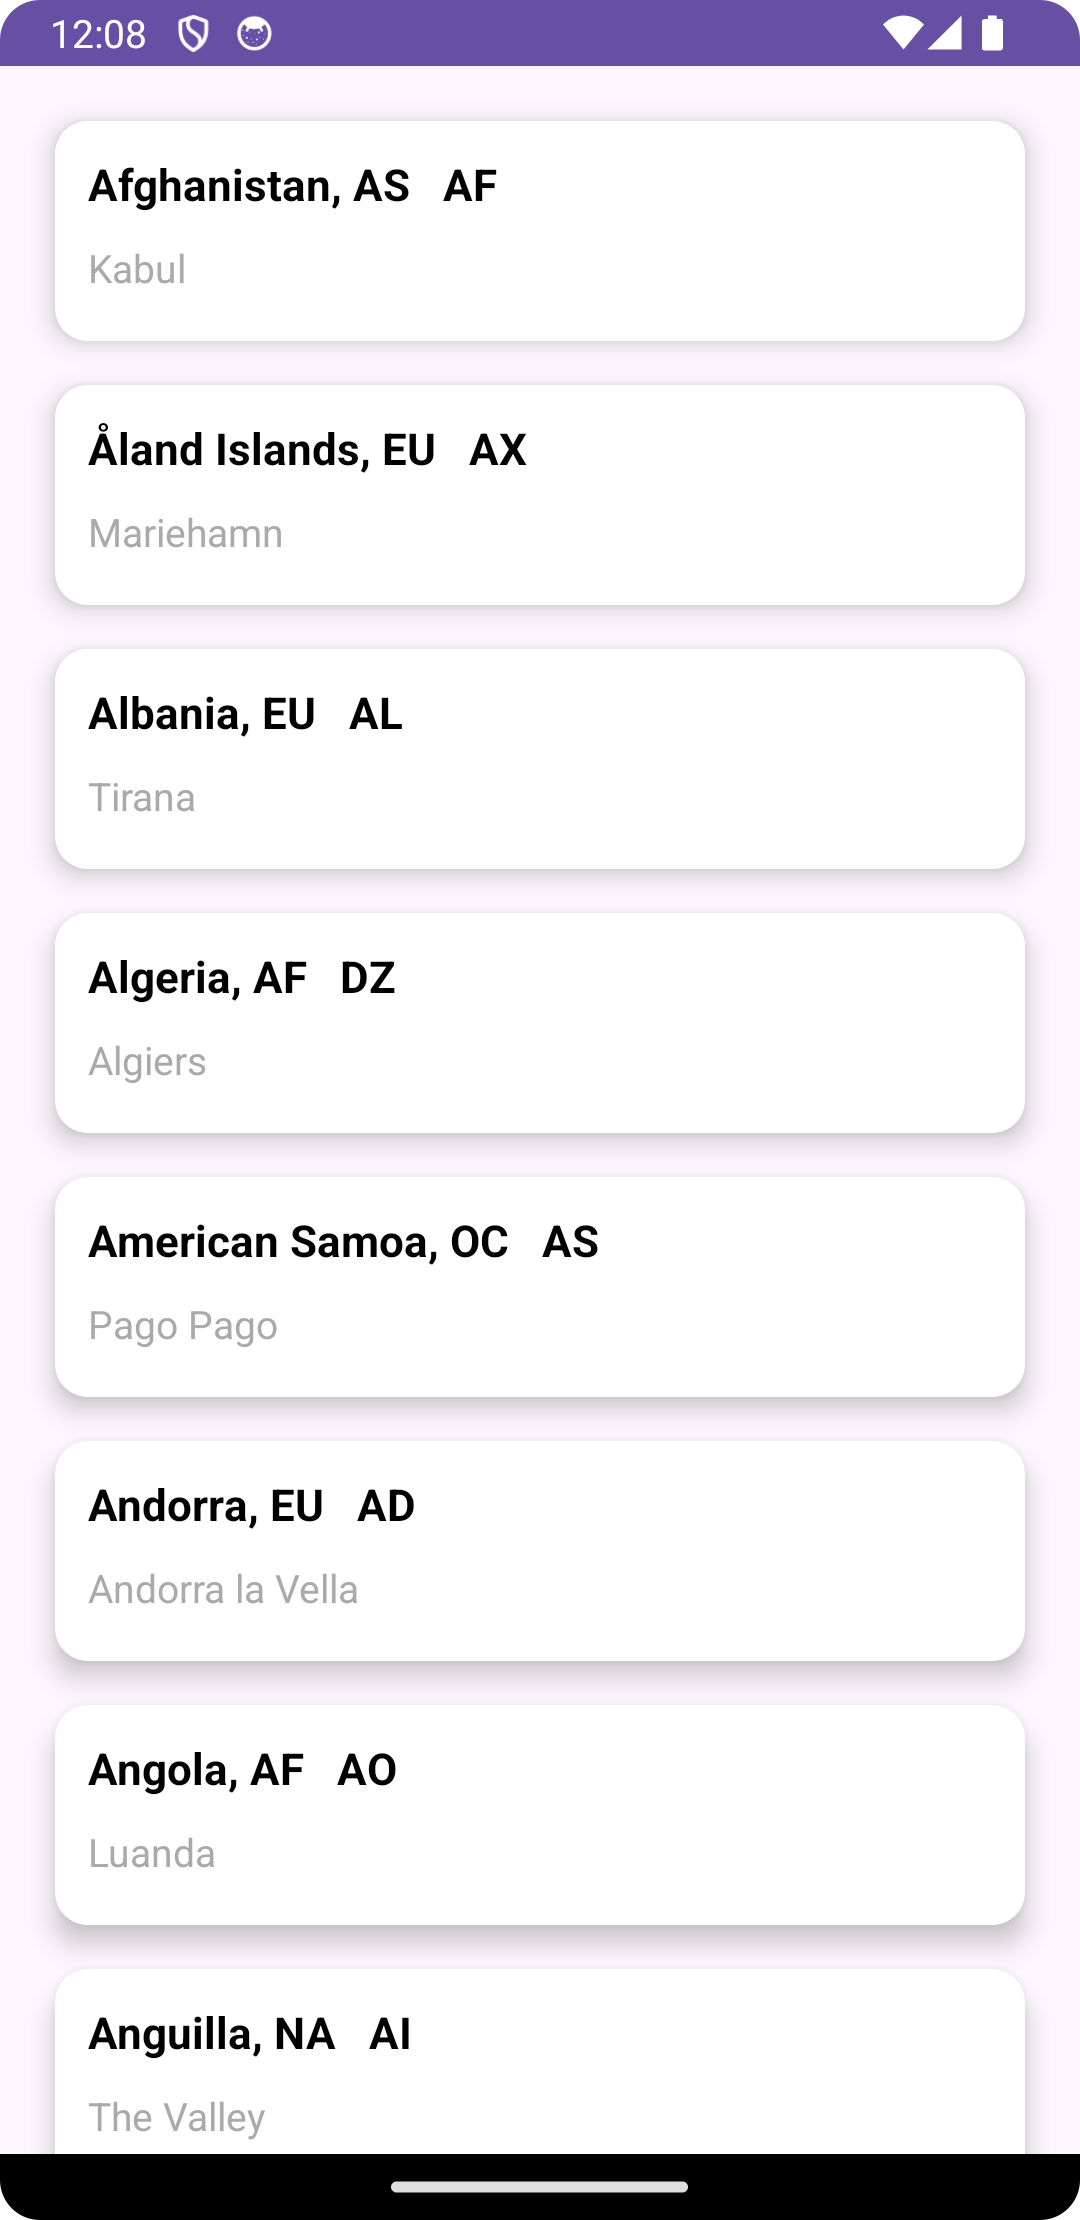 12:08
Afghanistan, AS AF
Kabul
Åland Islands, EU AX
Mariehamn
Albania, EU AL
Tirana
Algeria, AF DZ
Algiers
American Samoa, OC AS
Pago Pago
Andorra, EU AD
Andorra la Vella
Angola, AF AO
Luanda
Anguilla, NA AI
The Valley